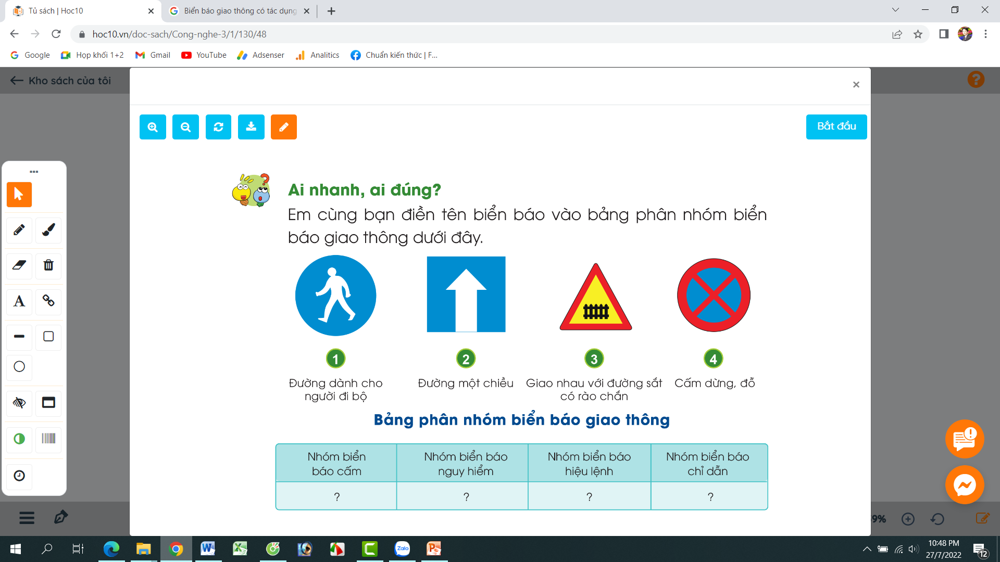 Tủ sách | Hoc10
Biển báo giao thông có tác dụng
hoc10.vn/doc-sach/Cong-nghe-3/1/130/48
Google
Họp khối 1+2
Gmail
YouTube
Adsenser
Analitics
Chuẩn kiến thức | F...
Kho sách của tôi
Bắt đầu
Ai nhanh, ai đúng?
Em cùng bạn điền tên biển báo vào bảng phân nhóm biển
báo giao thông dưới đây.
1
2
3
4
Đường dành cho
người đi bộ
Đường một chiều
Giao nhau với đường sắt
có rào chắn
Cấm dừng, đỗ
Bảng phân nhóm biển báo giao thông
Nhóm biển
báo cấm
Nhóm biển báo
nguy hiểm
Nhóm biển báo
hiệu lệnh
Nhóm biển báo
chỉ dẫn
?
?
?
?
9%
Zalo
10:48 PM
27/7/2022
12